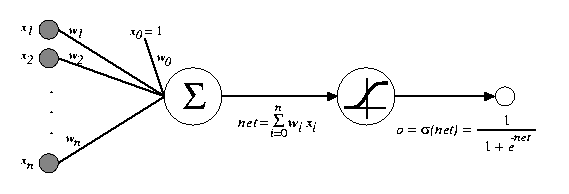 x₁ w₁ x₀ = 1
x₂ w₂ w₀
.
.
.
Σ
wₙ
xₙ
net = Σ wᵢ xᵢ
n
i=0
o = σ(net) = 1
1 + e^-net